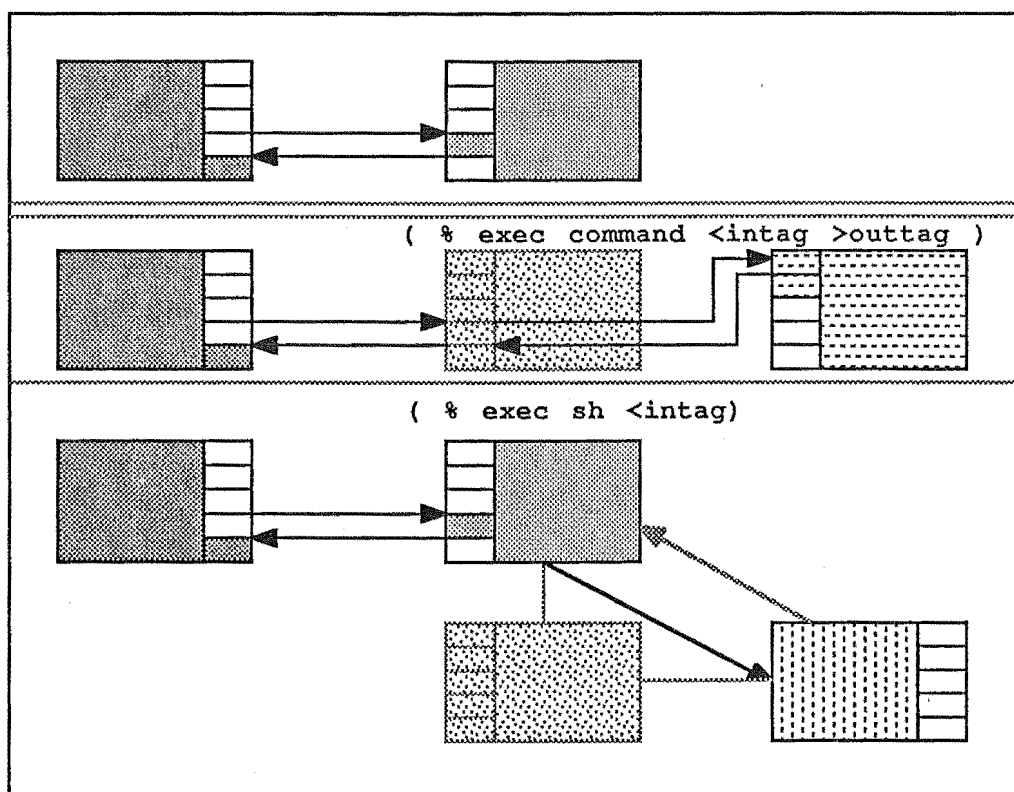 ( % exec command <intag >outtag )
( % exec sh <intag)